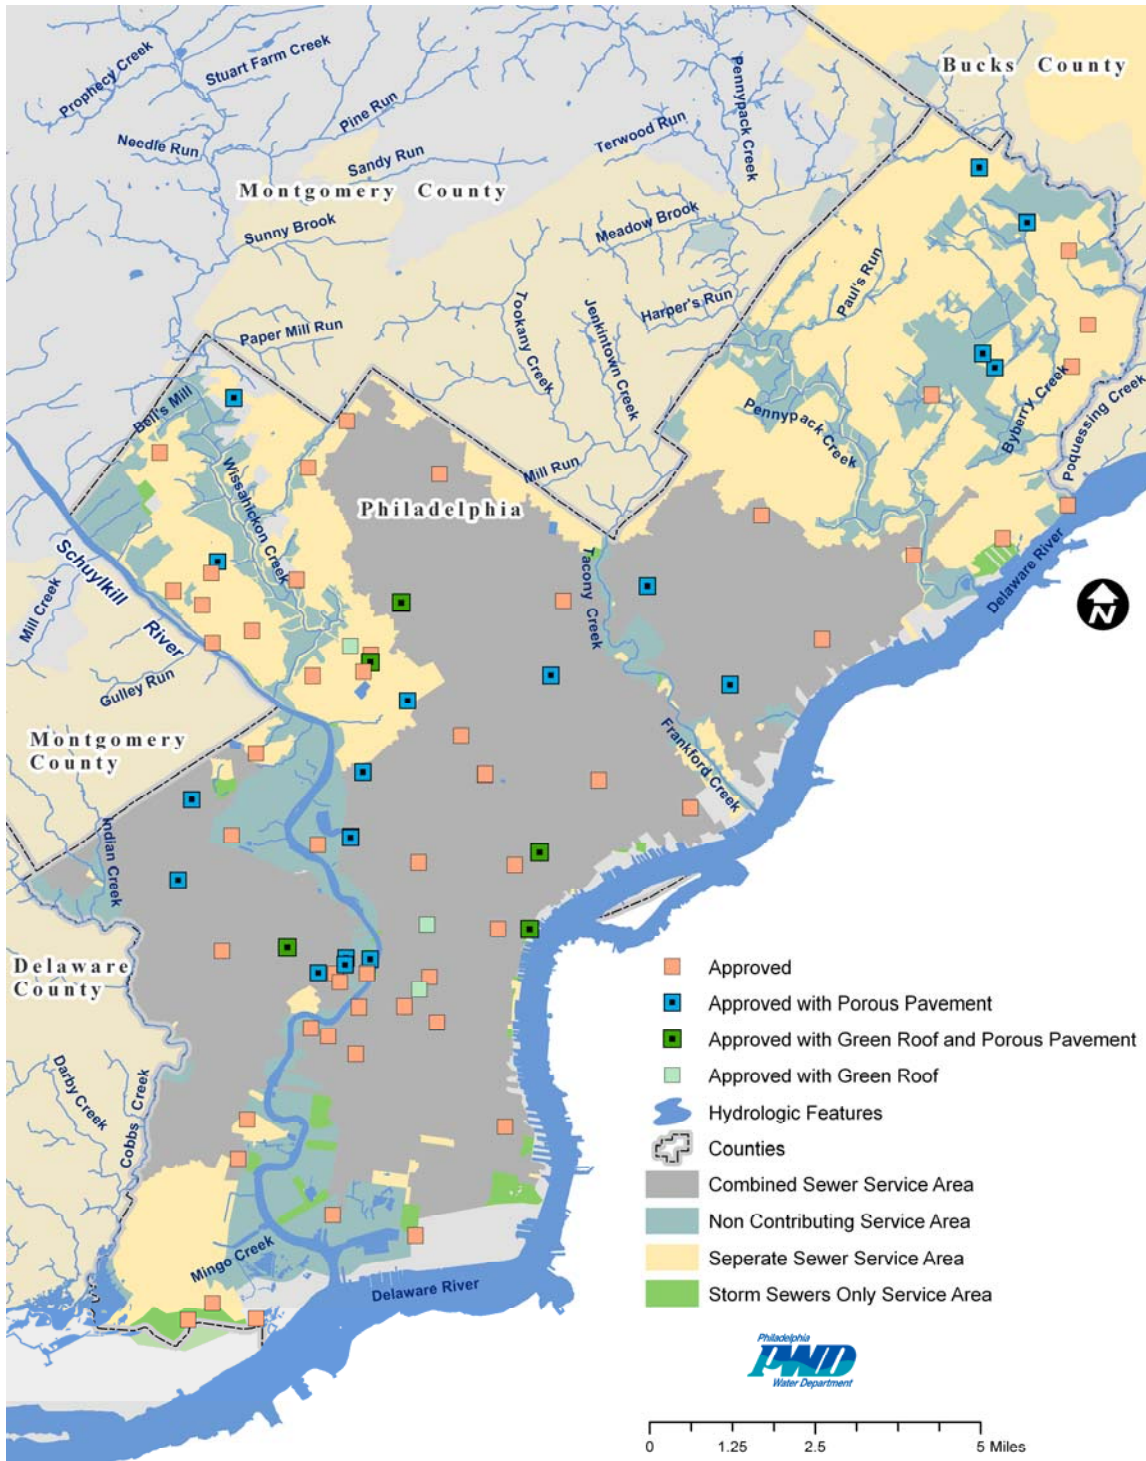 Bucks County
Prophecy Creek
Stuart Farm Creek
Pine Run
Needle Run
Sandy Run
Terwood Run
Pennypack Creek
Montgomery County
Sunny Brook
Meadow Brook
Paul's Run
Harper's Run
Tookany Creek
Jenkintown Creek
Paper Mill Run
Bell's Mill
Pennypack Creek
Byberry Creek
Poquessing Creek
Mill Run
Wissahickon Creek
Philadelphia
Schuylkill
River
Mill Creek
Tacony Creek
Delaware River
N
Gulley Run
Montgomery
County
Frankford Creek
Indian Creek
Delaware
County
Darby Creek
Cobbs Creek
Mingo Creek
Delaware River
Approved
Approved with Porous Pavement
Approved with Green Roof and Porous Pavement
Approved with Green Roof
Hydrologic Features
Counties
Combined Sewer Service Area
Non Contributing Service Area
Seperate Sewer Service Area
Storm Sewers Only Service Area
Philadelphia
PWD
Water Department
0 1.25 2.5 5 Miles